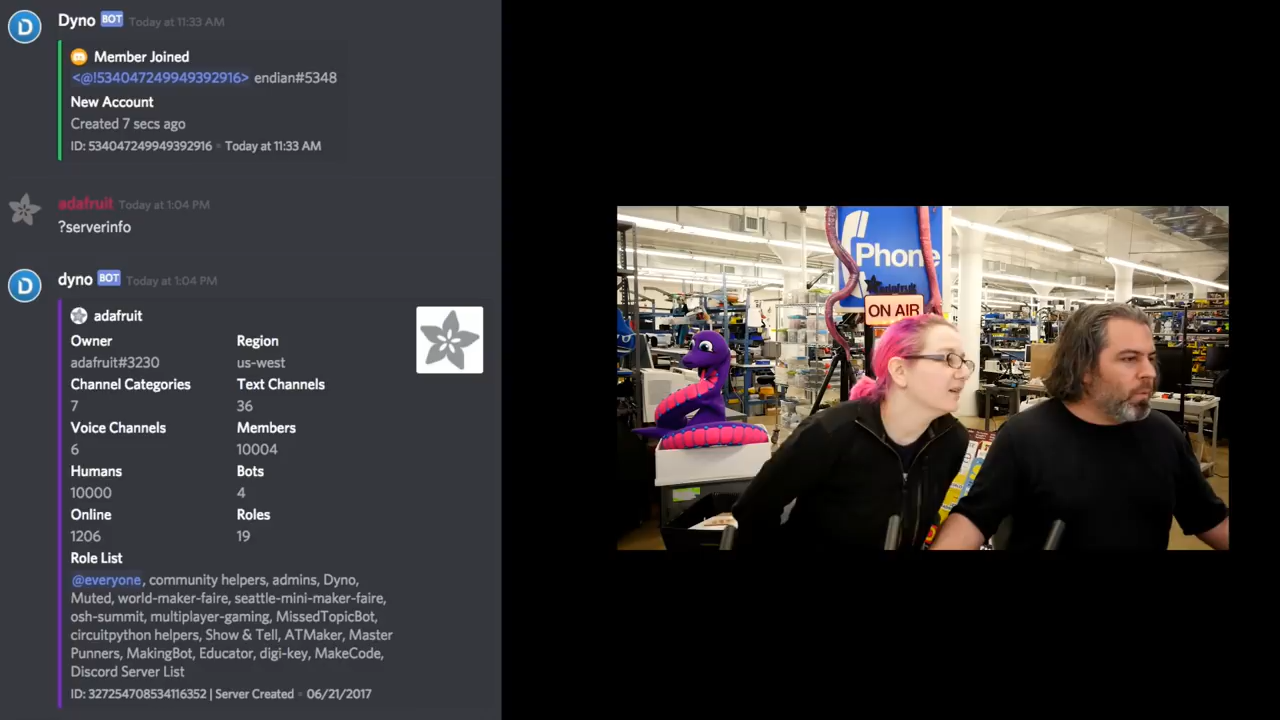 Dyno BOT Today at 11:33 AM
Member Joined
<@!534047249949392916> endian#5348
New Account
Created 7 secs ago
ID: 534047249949392916 • Today at 11:33 AM
adafruit Today at 1:04 PM
?serverinfo
dyno BOT Today at 1:04 PM
adafruit
Owner Region
adafruit#3230 us-west
Channel Categories Text Channels
7 36
Voice Channels Members
6 10004
Humans Bots
10000 4
Online Roles
1206 19
Role List
@everyone, community helpers, admins, Dyno,
Muted, world-maker-faire, seattle-mini-maker-faire,
osh-summit, multiplayer-gaming, MissedTopicBot,
circuitpython helpers, Show & Tell, ATMaker, Master
Punners, MakingBot, Educator, digi-key, MakeCode,
Discord Server List
ID: 327254708534116352 | Server Created • 06/21/2017
Phone
adafruit
ON AIR